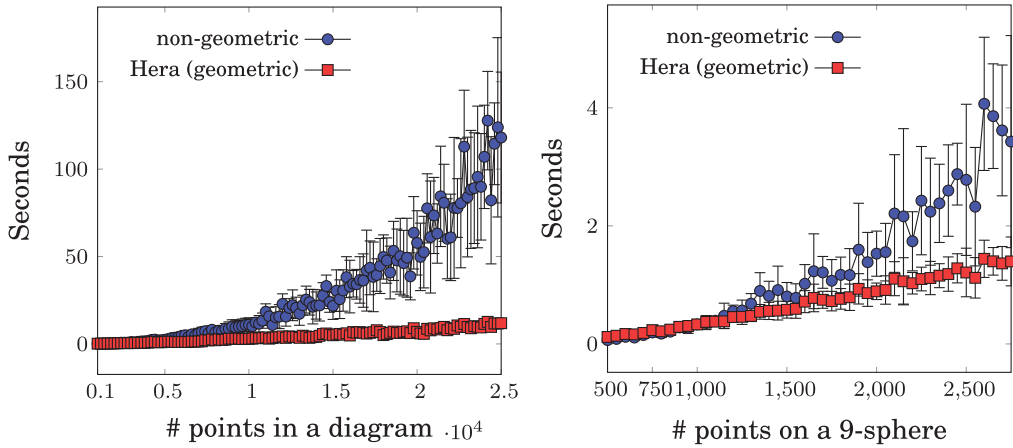 non-geometric
Hera (geometric)
150
100
50
0
Seconds
0.1 0.5 1 1.5 2 2.5
# points in a diagram ·10⁴
non-geometric
Hera (geometric)
4
2
0
Seconds
500 750 1,000 1,500 2,000 2,500
# points on a 9-sphere